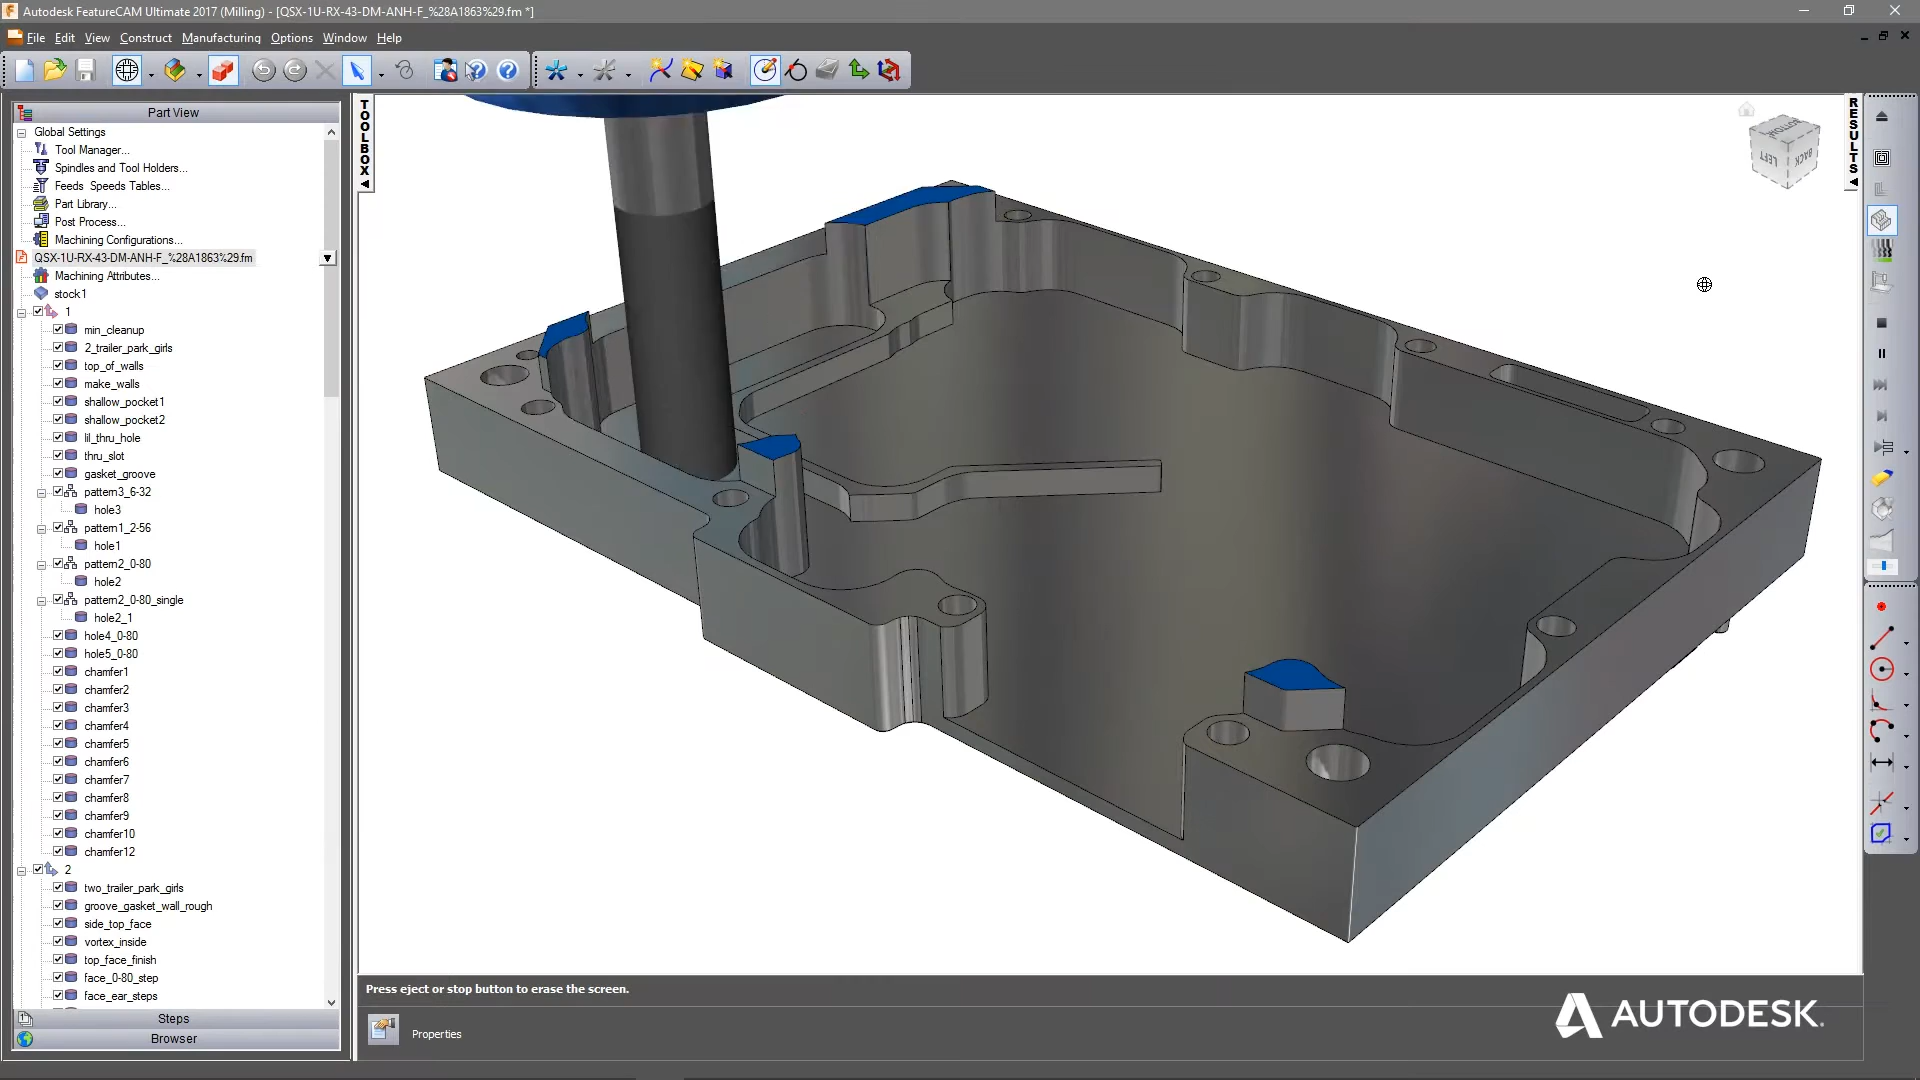 Autodesk FeatureCAM Ultimate 2017 (Milling) - [QSX-1U-RX-43-DM-ANH-F_%28A1863%29.fm *]
File Edit View Construct Manufacturing Options Window Help
Part View
Global Settings
Tool Manager...
Spindles and Tool Holders...
Feeds Speeds Tables...
Part Library...
Post Process...
Machining Configurations...
QSX-1U-RX-43-DM-ANH-F_%28A1863%29.fm
Machining Attributes...
stock1
1
min_cleanup
2_trailer_park_girls
top_of_walls
make_walls
shallow_pocket1
shallow_pocket2
lil_thru_hole
thru_slot
gasket_groove
pattern3_6-32
hole3
pattern1_2-56
hole1
pattern2_0-80
hole2
pattern2_0-80_single
hole2_1
hole4_0-80
hole5_0-80
chamfer1
chamfer2
chamfer3
chamfer4
chamfer5
chamfer6
chamfer7
chamfer8
chamfer9
chamfer10
chamfer12
2
two_trailer_park_girls
groove_gasket_wall_rough
side_top_face
vortex_inside
top_face_finish
face_0-80_step
face_ear_steps
Steps
Browser
TOOLBOX
BOTTOM
LEFT
BACK
RESULTS
Press eject or stop button to erase the screen.
Properties
AUTODESK.